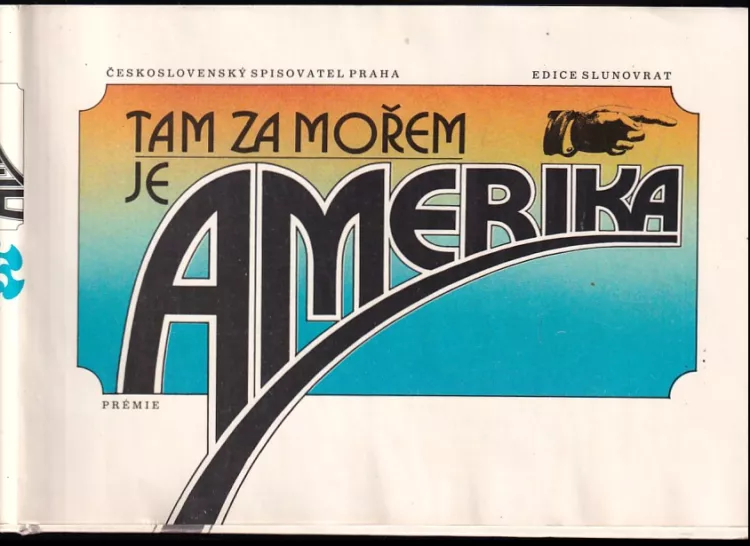 ČESKOSLOVENSKÝ SPISOVATEL PRAHA
EDICE SLUNOVRAT
TAM ZA MOŘEM
JE
AMERIKA
PRÉMIE